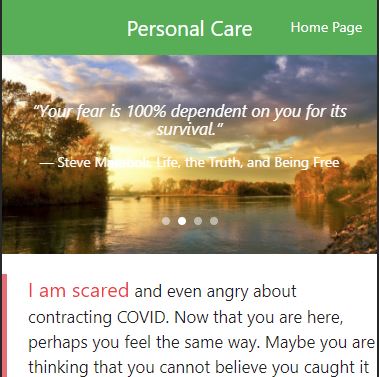 Personal Care
Home Page
“Your fear is 100% dependent on you for its
survival.”
― Steve Maraboli, Life, the Truth, and Being Free
I am scared and even angry about
contracting COVID. Now that you are here,
perhaps you feel the same way. Maybe you are
thinking that you cannot believe you caught it